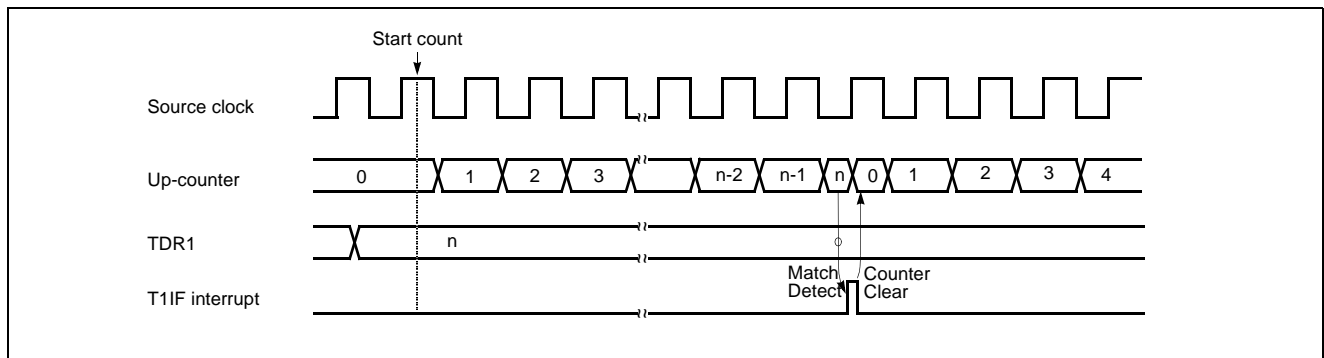 Start count
Source clock
Up-counter 0 1 2 3 n-2 n-1 n 0 1 2 3 4
TDR1 n
Match Counter
Detect Clear
T1IF interrupt